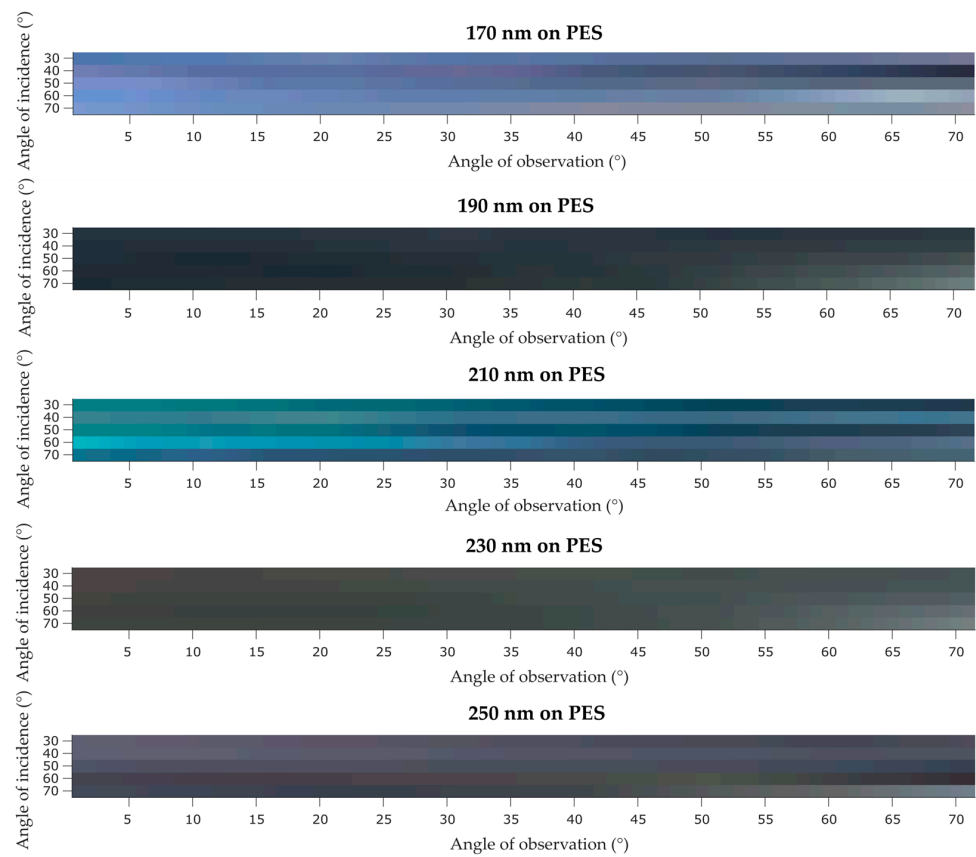 170 nm on PES
Angle of incidence (°)
30
40
50
60
70
5 10 15 20 25 30 35 40 45 50 55 60 65 70
Angle of observation (°)
190 nm on PES
Angle of incidence (°)
30
40
50
60
70
5 10 15 20 25 30 35 40 45 50 55 60 65 70
Angle of observation (°)
210 nm on PES
Angle of incidence (°)
30
40
50
60
70
5 10 15 20 25 30 35 40 45 50 55 60 65 70
Angle of observation (°)
230 nm on PES
Angle of incidence (°)
30
40
50
60
70
5 10 15 20 25 30 35 40 45 50 55 60 65 70
Angle of observation (°)
250 nm on PES
Angle of incidence (°)
30
40
50
60
70
5 10 15 20 25 30 35 40 45 50 55 60 65 70
Angle of observation (°)